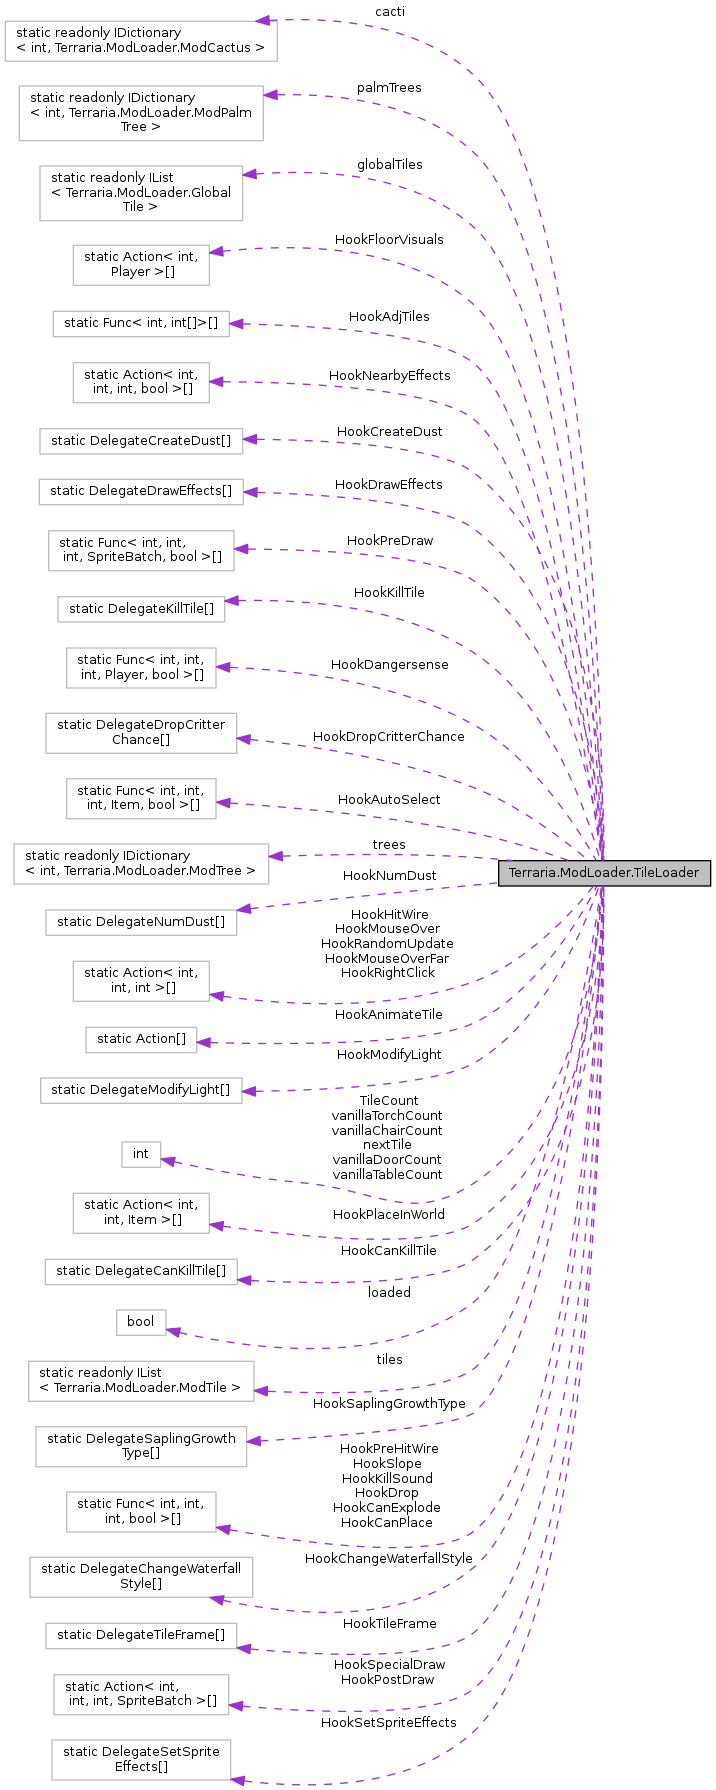 cacti
static readonly IDictionary
< int, Terraria.ModLoader.ModCactus >
palmTrees
static readonly IDictionary
< int, Terraria.ModLoader.ModPalm
Tree >
globalTiles
static readonly IList
< Terraria.ModLoader.Global
Tile >
HookFloorVisuals
static Action< int,
Player >[]
HookAdjTiles
static Func< int, int[]>[]
HookNearbyEffects
static Action< int,
int, int, bool >[]
HookCreateDust
static DelegateCreateDust[]
HookDrawEffects
static DelegateDrawEffects[]
HookPreDraw
static Func< int, int,
int, SpriteBatch, bool >[]
HookKillTile
static DelegateKillTile[]
HookDangersense
static Func< int, int,
int, Player, bool >[]
HookDropCritterChance
static DelegateDropCritter
Chance[]
HookAutoSelect
static Func< int, int,
int, Item, bool >[]
trees
static readonly IDictionary
< int, Terraria.ModLoader.ModTree >
Terraria.ModLoader.TileLoader
HookNumDust
static DelegateNumDust[]
HookHitWire
HookMouseOver
HookRandomUpdate
HookMouseOverFar
HookRightClick
static Action< int,
int, int >[]
HookAnimateTile
static Action[]
HookModifyLight
static DelegateModifyLight[]
TileCount
vanillaTorchCount
vanillaChairCount
nextTile
vanillaDoorCount
vanillaTableCount
int
HookPlaceInWorld
static Action< int,
int, Item >[]
HookCanKillTile
static DelegateCanKillTile[]
loaded
bool
tiles
static readonly IList
< Terraria.ModLoader.ModTile >
HookSaplingGrowthType
static DelegateSaplingGrowth
Type[]
HookPreHitWire
HookSlope
HookKillSound
HookDrop
HookCanExplode
HookCanPlace
static Func< int, int,
int, bool >[]
HookChangeWaterfallStyle
static DelegateChangeWaterfall
Style[]
HookTileFrame
static DelegateTileFrame[]
HookSpecialDraw
HookPostDraw
static Action< int,
int, int, SpriteBatch >[]
HookSetSpriteEffects
static DelegateSetSprite
Effects[]